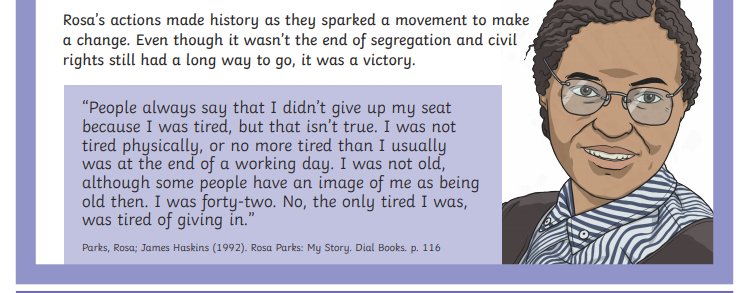 Rosa’s actions made history as they sparked a movement to make
a change. Even though it wasn’t the end of segregation and civil
rights still had a long way to go, it was a victory.
“People always say that I didn’t give up my seat
because I was tired, but that isn’t true. I was not
tired physically, or no more tired than I usually
was at the end of a working day. I was not old,
although some people have an image of me as being
old then. I was forty-two. No, the only tired I was,
was tired of giving in.”
Parks, Rosa; James Haskins (1992). Rosa Parks: My Story. Dial Books. p. 116